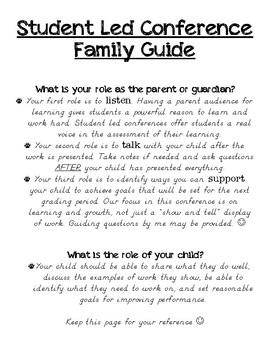 Student Led Conference
Family Guide
What is your role as the parent or guardian?
Your first role is to listen. Having a parent audience for
learning gives students a powerful reason to learn and
work hard. Student led conferences offer students a real
voice in the assessment of their learning.
Your second role is to talk with your child after the
work is presented. Take notes if needed and ask questions
AFTER your child has presented everything.
Your third role is to identify ways you can support
your child to achieve goals that will be set for the next
grading period. Our focus in this conference is on
learning and growth, not just a "show and tell" display
of work. Guiding questions by me may be provided. ☺
What is the role of your child?
Your child should be able to share what they do well,
discuss the examples of work they are showing, be able to
identify what they need to work on, and set reasonable
goals for improving performance.
Keep this page for your reference ☺